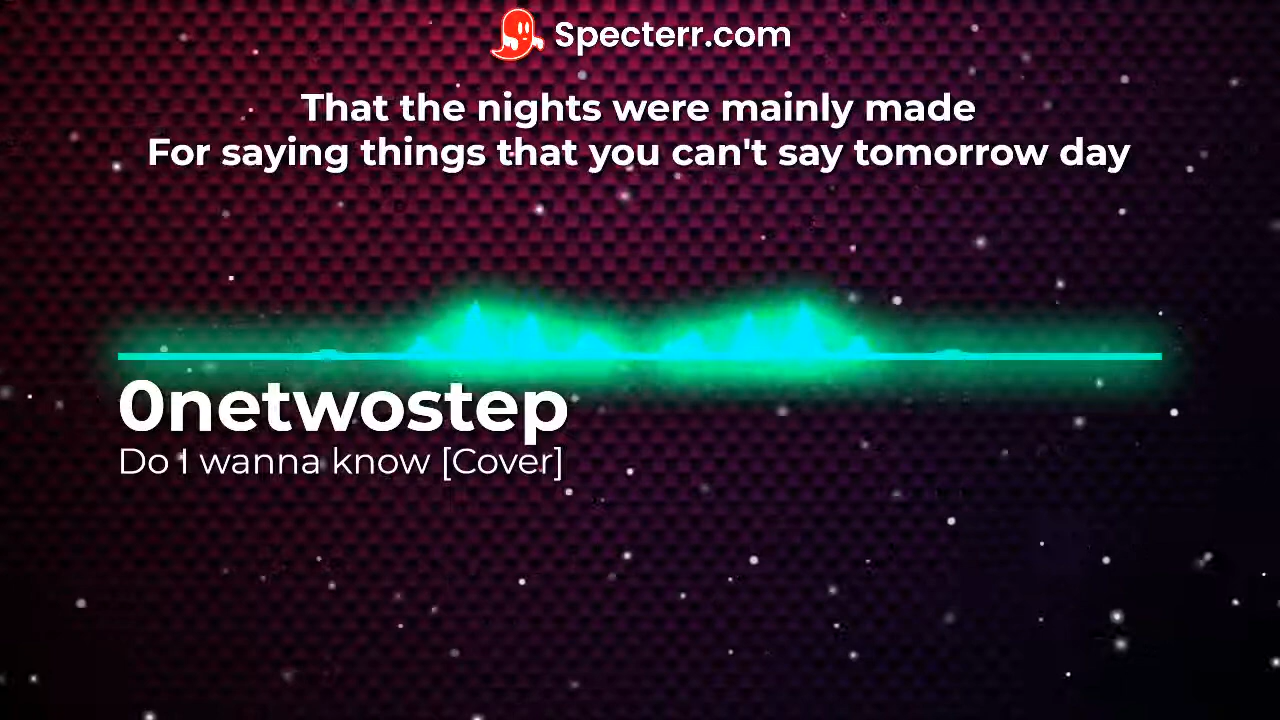 Specterr.com
That the nights were mainly made
For saying things that you can't say tomorrow day
0netwostep
Do I wanna know [Cover]